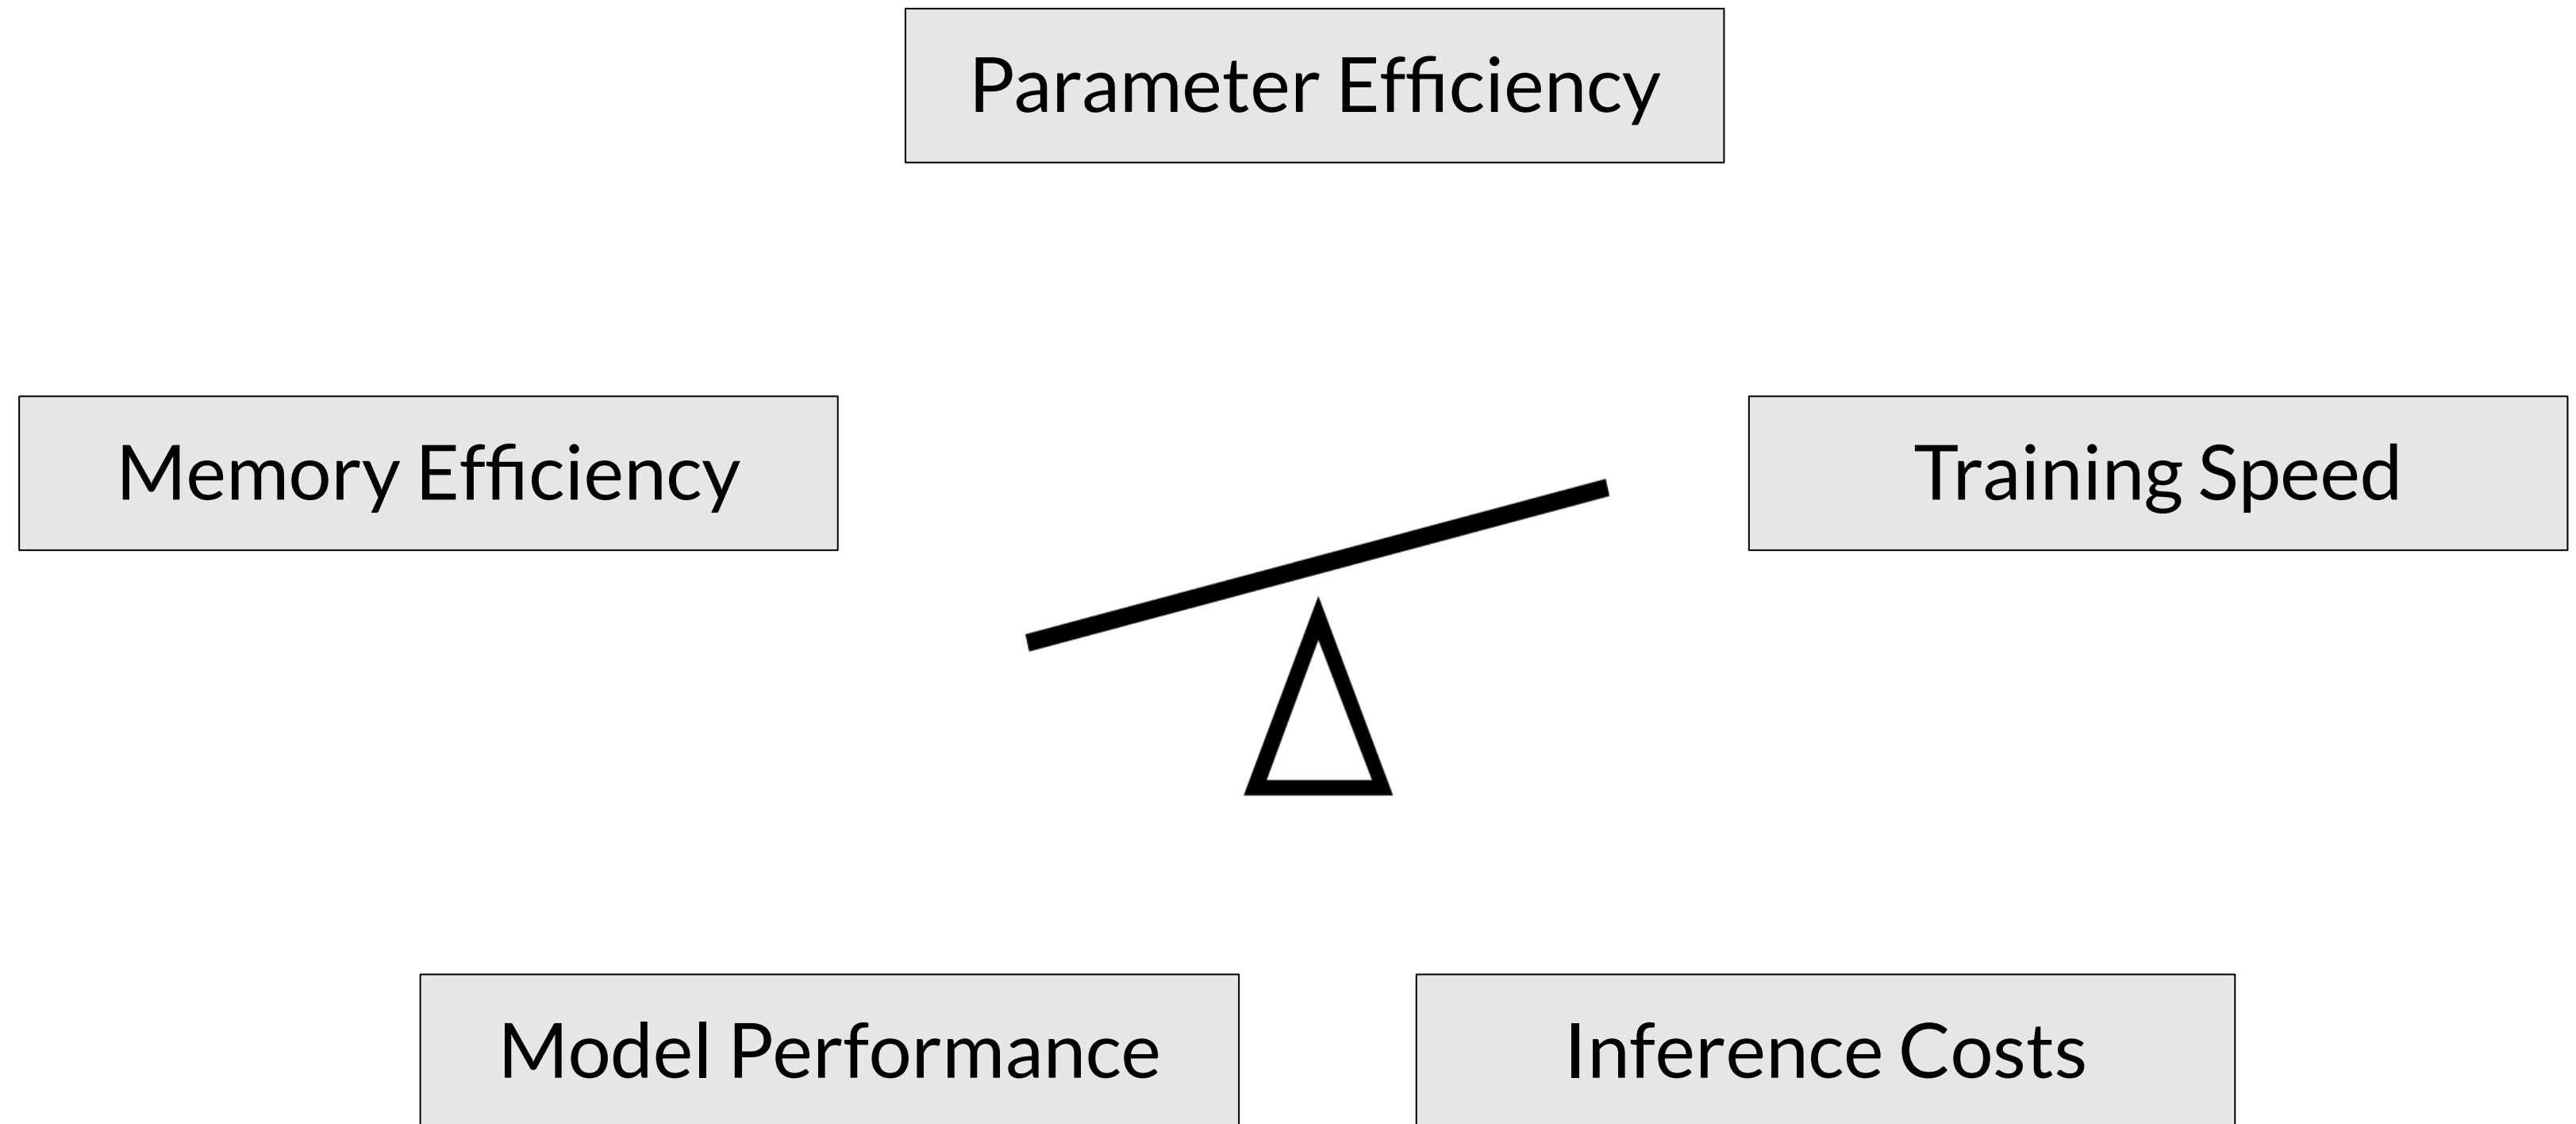 Parameter Efficiency
Memory Efficiency
Training Speed
Model Performance
Inference Costs